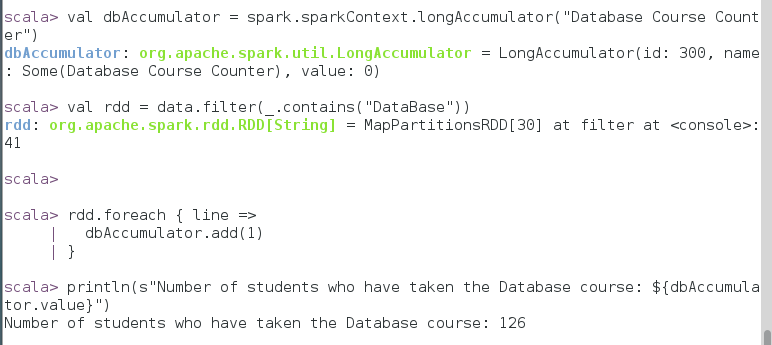 scala> val dbAccumulator = spark.sparkContext.longAccumulator("Database Course Count
er")
dbAccumulator: org.apache.spark.util.LongAccumulator = LongAccumulator(id: 300, name
: Some(Database Course Counter), value: 0)
scala> val rdd = data.filter(_.contains("DataBase"))
rdd: org.apache.spark.rdd.RDD[String] = MapPartitionsRDD[30] at filter at <console>:
41
scala>
scala> rdd.foreach { line =>
     |   dbAccumulator.add(1)
     | }
scala> println(s"Number of students who have taken the Database course: ${dbAccumula
tor.value}")
Number of students who have taken the Database course: 126